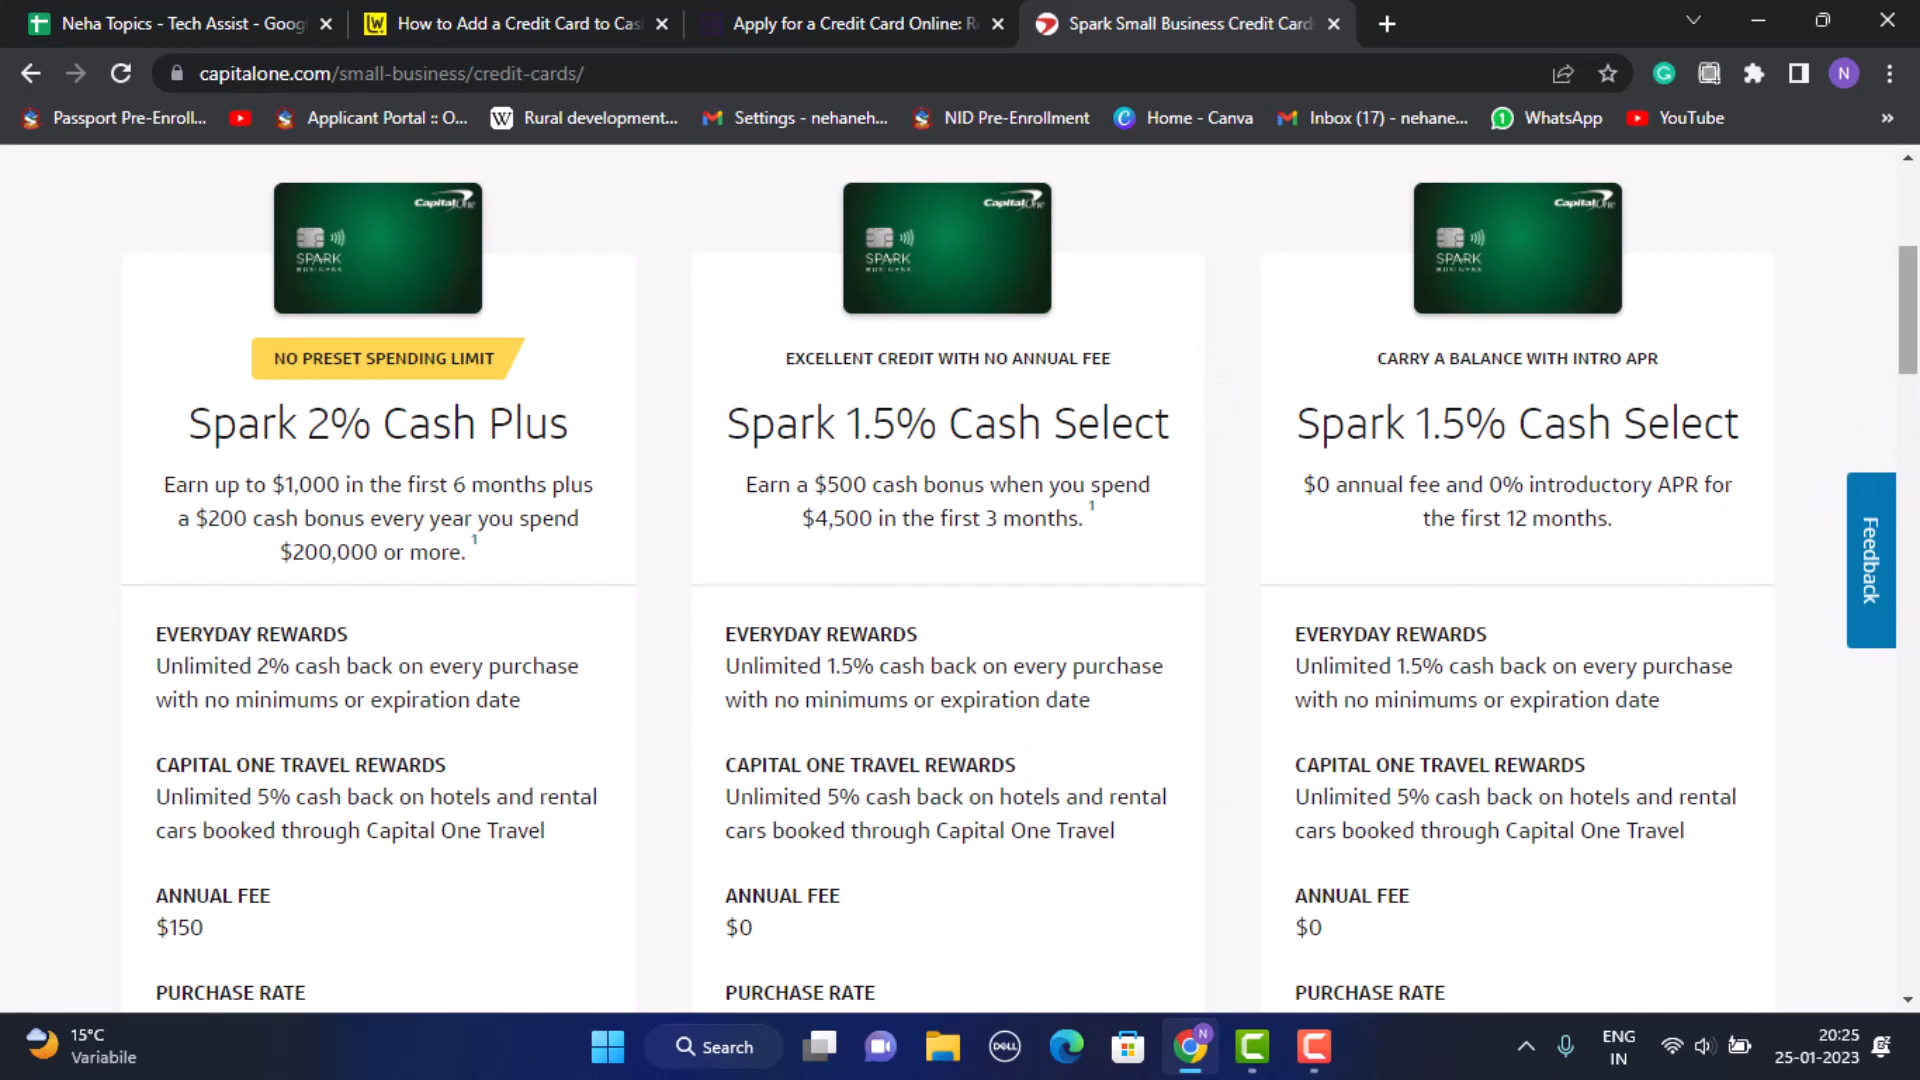 Neha Topics - Tech Assist - Goog
How to Add a Credit Card to Cas
Apply for a Credit Card Online: R
Spark Small Business Credit Card
capitalone.com/small-business/credit-cards/
N
Passport Pre-Enroll...
Applicant Portal :: O...
Rural development...
Settings - nehaneh...
NID Pre-Enrollment
Home - Canva
Inbox (17) - nehane...
WhatsApp
YouTube
Capital One
SPARK
BUSINESS
Capital One
SPARK
BUSINESS
Capital One
SPARK
BUSINESS
NO PRESET SPENDING LIMIT
Spark 2% Cash Plus
Earn up to $1,000 in the first 6 months plus
a $200 cash bonus every year you spend
$200,000 or more. 1
EVERYDAY REWARDS
Unlimited 2% cash back on every purchase
with no minimums or expiration date
CAPITAL ONE TRAVEL REWARDS
Unlimited 5% cash back on hotels and rental
cars booked through Capital One Travel
ANNUAL FEE
$150
PURCHASE RATE
EXCELLENT CREDIT WITH NO ANNUAL FEE
Spark 1.5% Cash Select
Earn a $500 cash bonus when you spend
$4,500 in the first 3 months. 1
EVERYDAY REWARDS
Unlimited 1.5% cash back on every purchase
with no minimums or expiration date
CAPITAL ONE TRAVEL REWARDS
Unlimited 5% cash back on hotels and rental
cars booked through Capital One Travel
ANNUAL FEE
$0
PURCHASE RATE
CARRY A BALANCE WITH INTRO APR
Spark 1.5% Cash Select
$0 annual fee and 0% introductory APR for
the first 12 months.
EVERYDAY REWARDS
Unlimited 1.5% cash back on every purchase
with no minimums or expiration date
CAPITAL ONE TRAVEL REWARDS
Unlimited 5% cash back on hotels and rental
cars booked through Capital One Travel
ANNUAL FEE
$0
PURCHASE RATE
Feedback
15°C
Variabile
Search
DELL
N
ENG
IN
20:25
25-01-2023